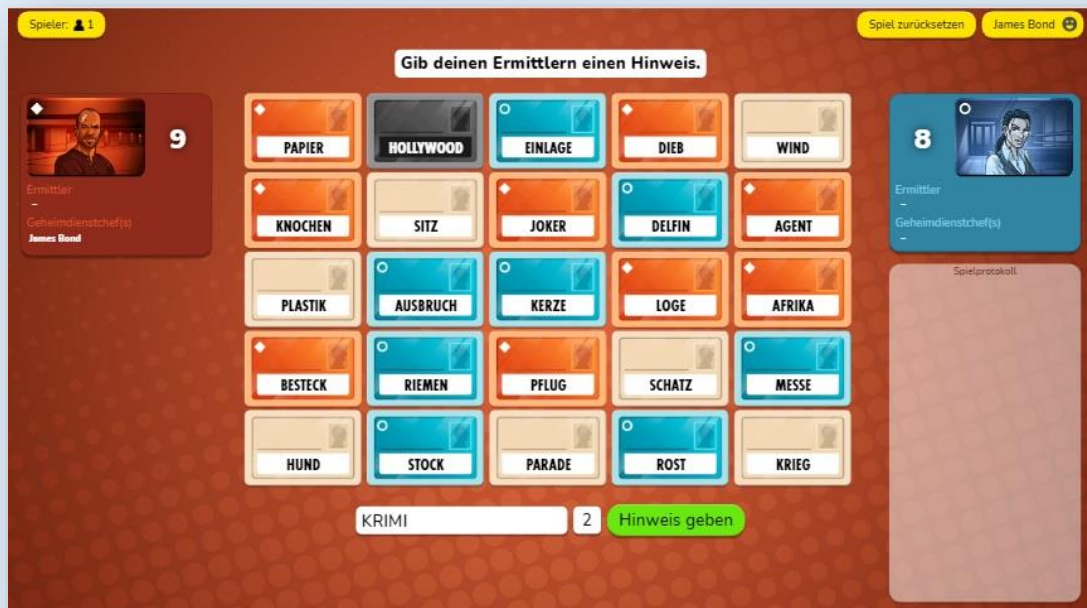 Spieler: 1
Spiel zurücksetzen
James Bond
Gib deinen Ermittlern einen Hinweis.
9
Ermittler
–
Geheimdienstchef(s)
James Bond
PAPIER
HOLLYWOOD
EINLAGE
DIEB
WIND
KNOCHEN
SITZ
JOKER
DELFIN
AGENT
PLASTIK
AUSBRUCH
KERZE
LOGE
AFRIKA
BESTECK
RIEMEN
PFLUG
SCHATZ
MESSE
HUND
STOCK
PARADE
ROST
KRIEG
KRIMI
2
Hinweis geben
8
Ermittler
–
Geheimdienstchef(s)
–
Spielprotokoll